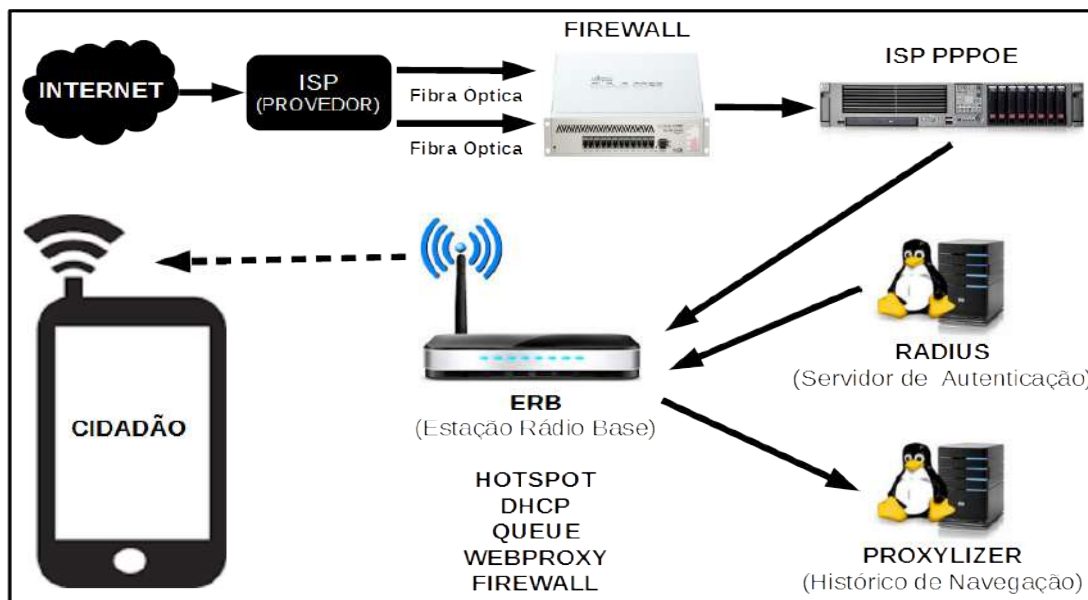 FIREWALL
ISP PPPOE
INTERNET
ISP
(PROVEDOR)
Fibra Optica
Fibra Optica
CIDADÃO
ERB
(Estação Rádio Base)
HOTSPOT
DHCP
QUEUE
WEBPROXY
FIREWALL
RADIUS
(Servidor de Autenticação)
PROXYLIZER
(Histórico de Navegação)